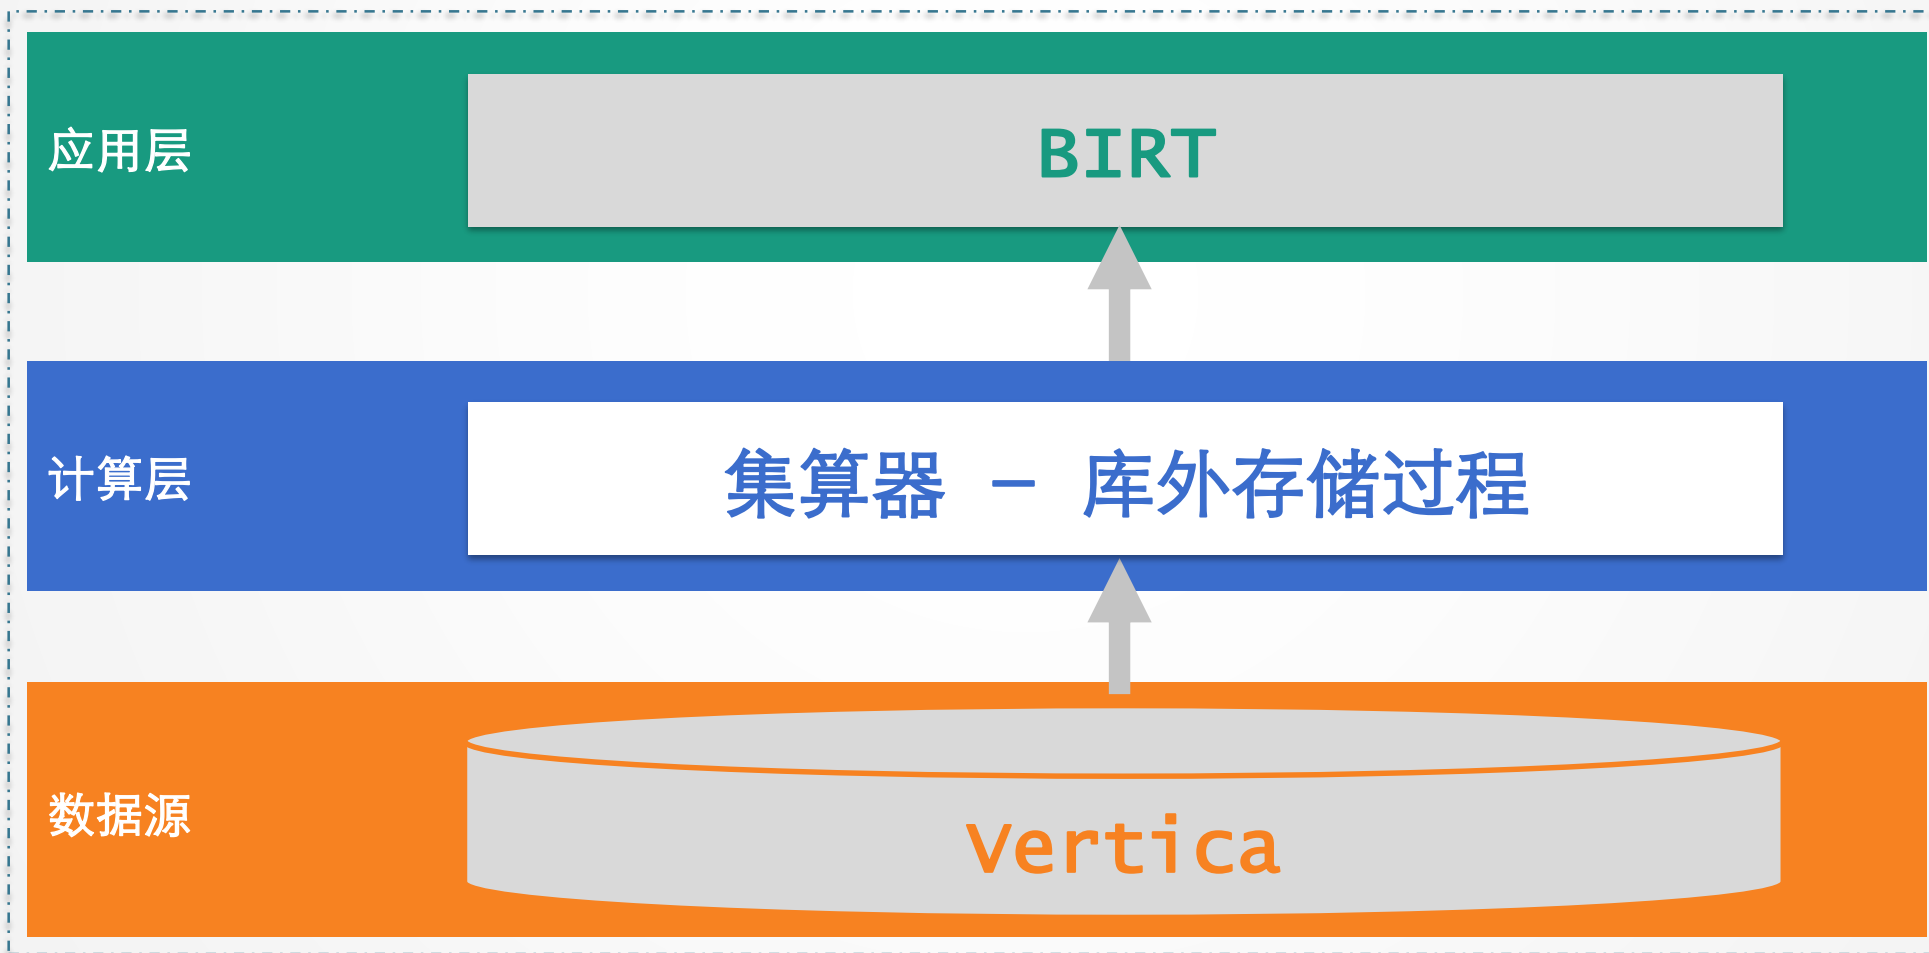 应用层
BIRT
计算层
集算器 - 库外存储过程
数据源
Vertica